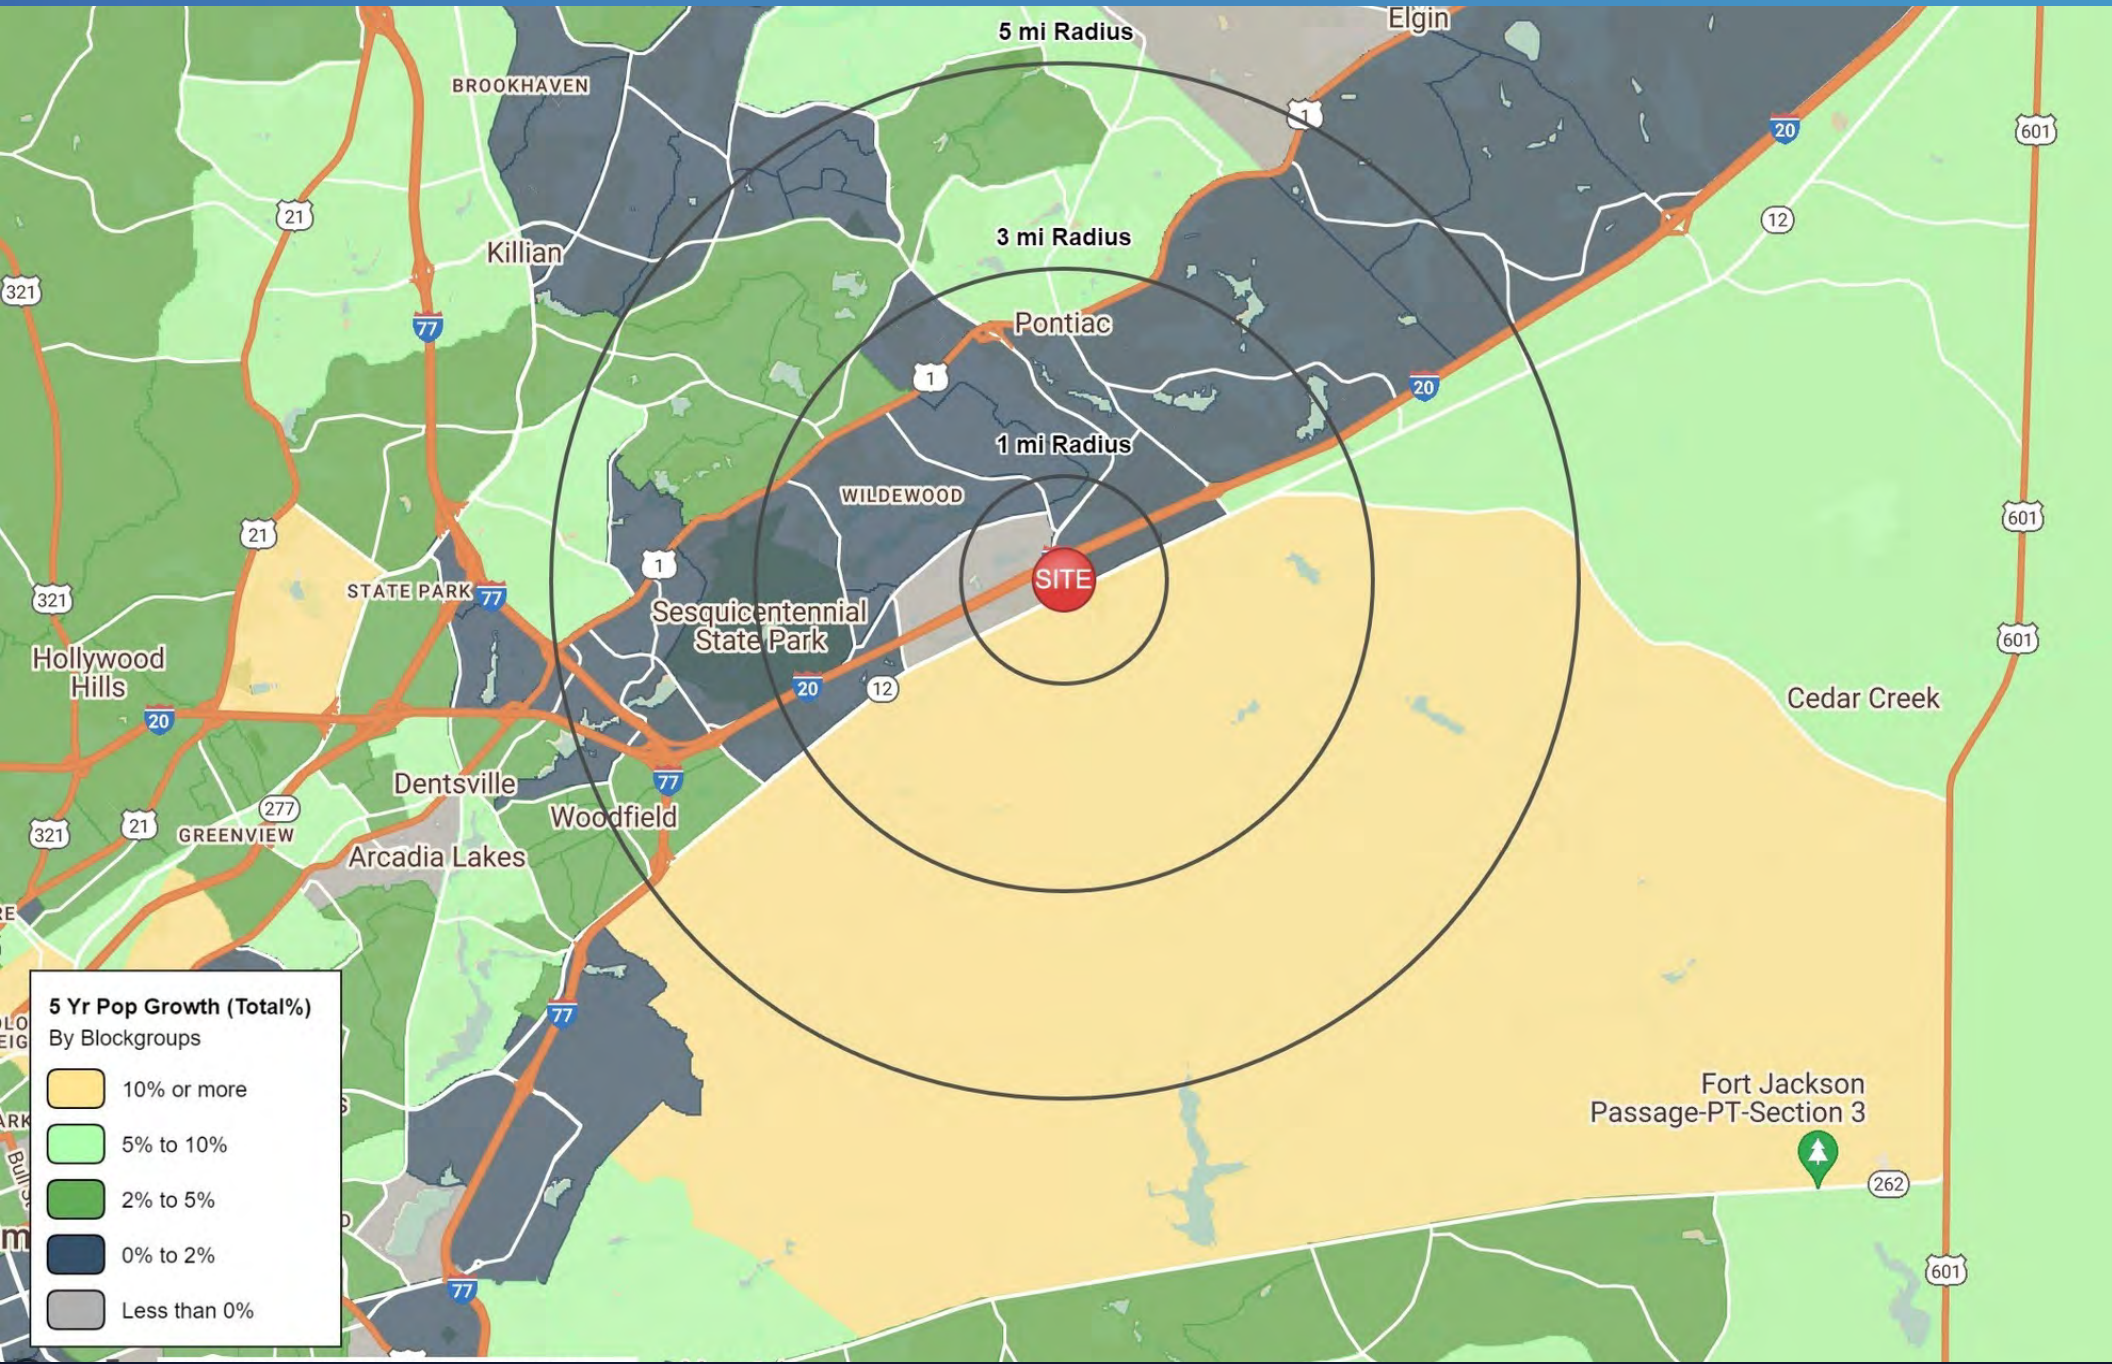 Elgin
5 mi Radius
BROOKHAVEN
1
20
601
21
12
3 mi Radius
Killian
321
77
Pontiac
1
20
1 mi Radius
WILDEWOOD
601
21
1
SITE
STATE PARK
77
321
Sesquicentennial
State Park
601
Hollywood
Hills
20
12
20
Cedar Creek
77
Dentsville
277
Woodfield
321
21
GREENVIEW
Arcadia Lakes
77
5 Yr Pop Growth (Total%)
By Blockgroups
10% or more
5% to 10%
2% to 5%
0% to 2%
Less than 0%
Fort Jackson
Passage-PT-Section 3
262
601
77